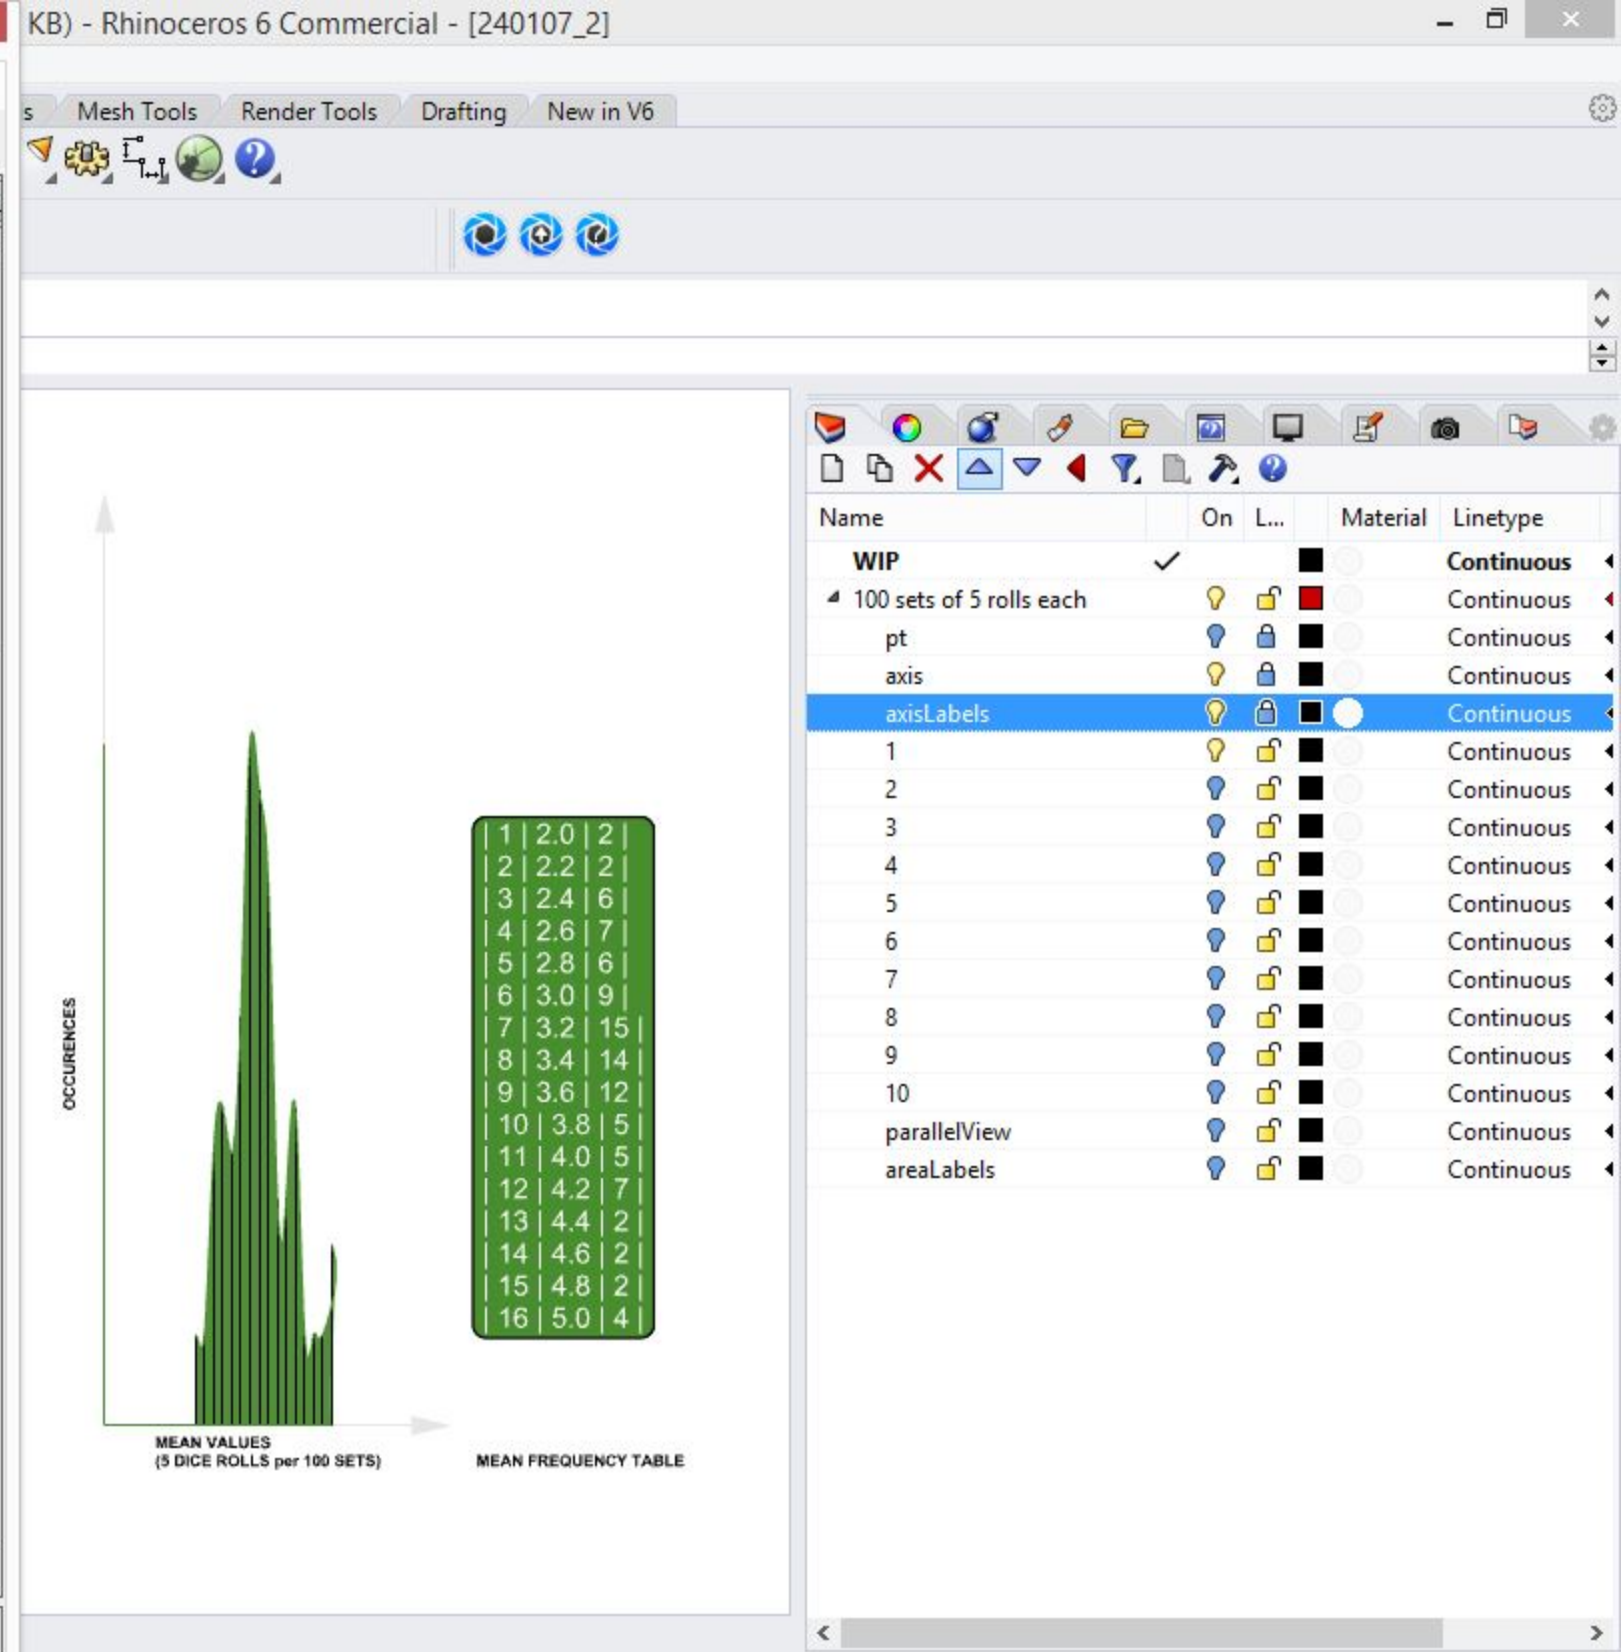 KB) - Rhinoceros 6 Commercial - [240107_2]
s Mesh Tools Render Tools Drafting New in V6
Name On L... Material Linetype
WIP Continuous
100 sets of 5 rolls each Continuous
pt Continuous
axis Continuous
axisLabels Continuous
1 Continuous
2 Continuous
3 Continuous
4 Continuous
5 Continuous
6 Continuous
7 Continuous
8 Continuous
9 Continuous
10 Continuous
parallelView Continuous
areaLabels Continuous
OCCURENCES
MEAN VALUES
(5 DICE ROLLS per 100 SETS)
| 1 | 2.0 | 2 |
| 2 | 2.2 | 2 |
| 3 | 2.4 | 6 |
| 4 | 2.6 | 7 |
| 5 | 2.8 | 6 |
| 6 | 3.0 | 9 |
| 7 | 3.2 | 15 |
| 8 | 3.4 | 14 |
| 9 | 3.6 | 12 |
| 10 | 3.8 | 5 |
| 11 | 4.0 | 5 |
| 12 | 4.2 | 7 |
| 13 | 4.4 | 2 |
| 14 | 4.6 | 2 |
| 15 | 4.8 | 2 |
| 16 | 5.0 | 4 |
MEAN FREQUENCY TABLE